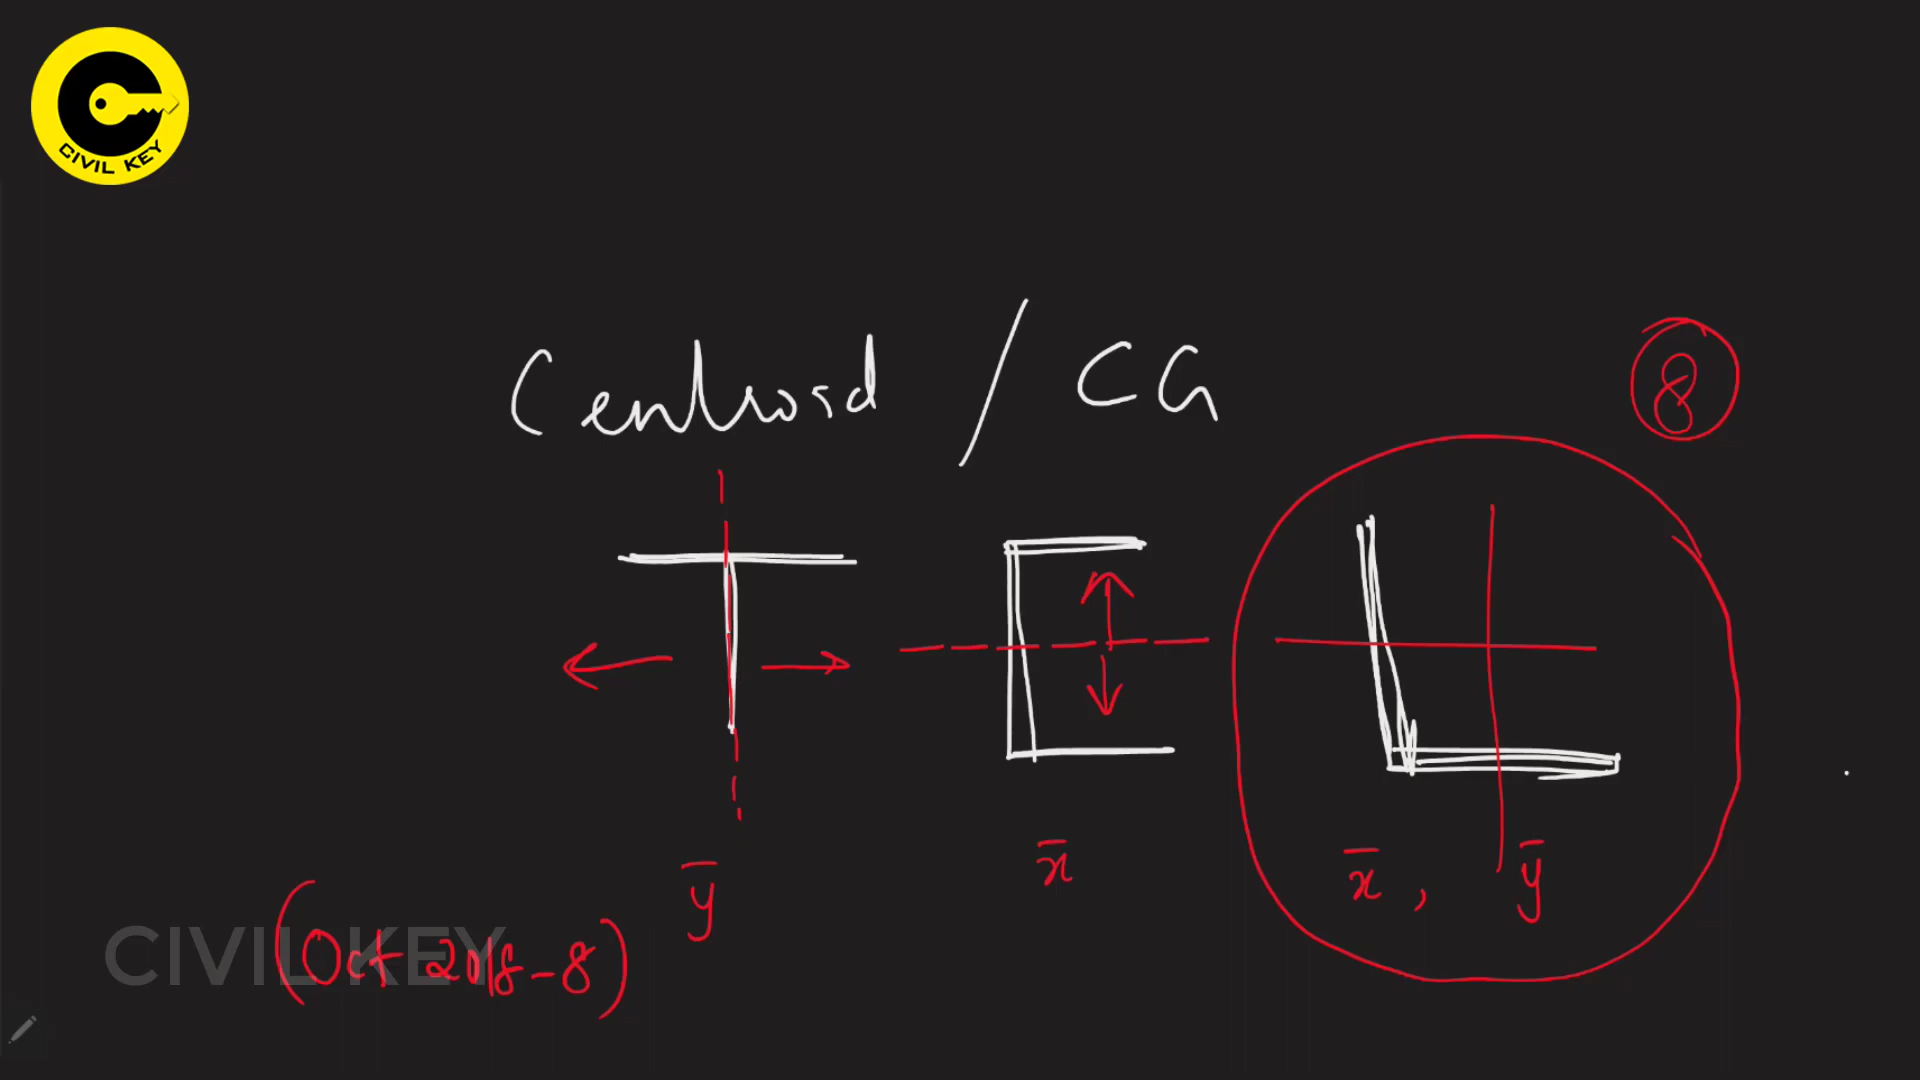 CIVIL KEY
Centroid / CG
8
y̅
x̅
x̅, y̅
(Oct 2018-8)
CIVIL KEY